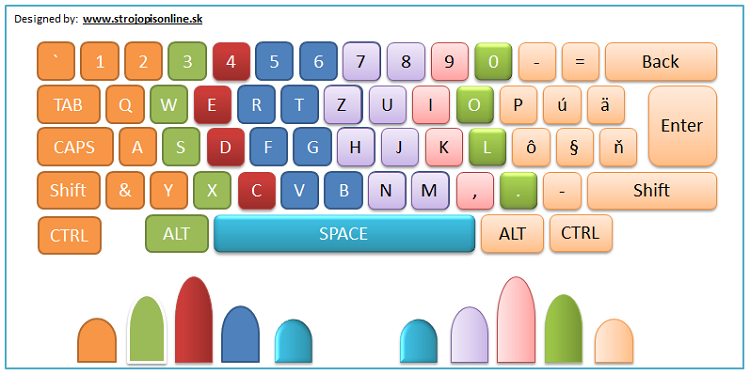 Designed by: www.strojopisonline.sk
` 1 2 3 4 5 6 7 8 9 0 - = Back
TAB Q W E R T Z U I O P ú ä Enter
CAPS A S D F G H J K L ô § ň
Shift & Y X C V B N M , . - Shift
CTRL ALT SPACE ALT CTRL